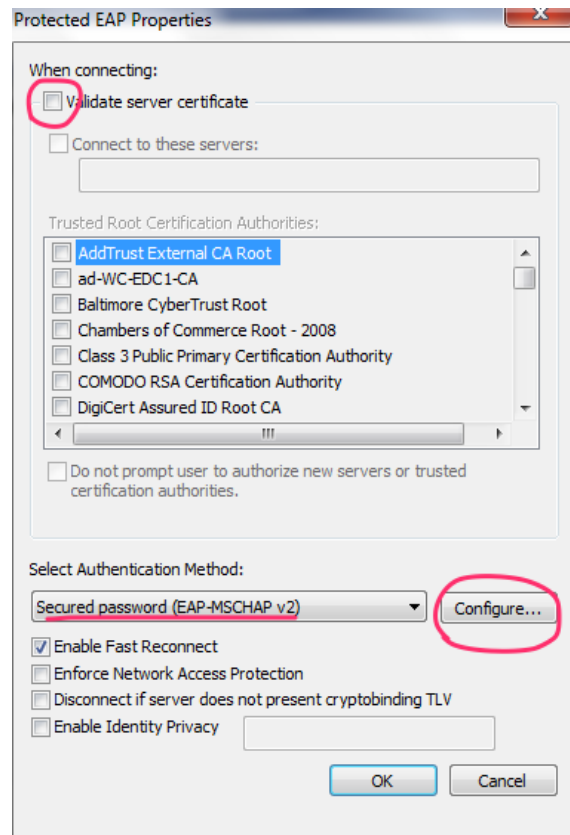 Protected EAP Properties
When connecting:
Validate server certificate
Connect to these servers:
Trusted Root Certification Authorities:
AddTrust External CA Root
ad-WC-EDC1-CA
Baltimore CyberTrust Root
Chambers of Commerce Root - 2008
Class 3 Public Primary Certification Authority
COMODO RSA Certification Authority
DigiCert Assured ID Root CA
Do not prompt user to authorize new servers or trusted
certification authorities.
Select Authentication Method:
Secured password (EAP-MSCHAP v2)
Configure...
Enable Fast Reconnect
Enforce Network Access Protection
Disconnect if server does not present cryptobinding TLV
Enable Identity Privacy
OK
Cancel